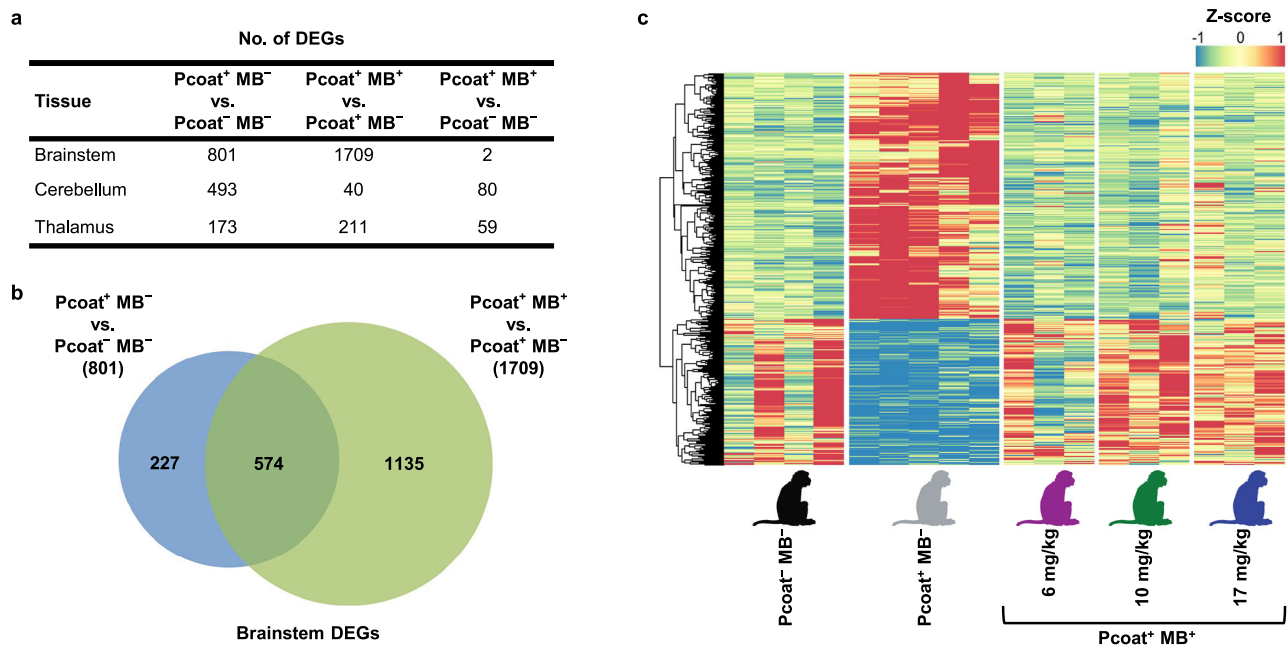 a
No. of DEGs
Tissue
Pcoat⁺ MB⁻
vs.
Pcoat⁻ MB⁻
Pcoat⁺ MB⁺
vs.
Pcoat⁺ MB⁻
Pcoat⁺ MB⁺
vs.
Pcoat⁻ MB⁻
Brainstem 801 1709 2
Cerebellum 493 40 80
Thalamus 173 211 59
b
Pcoat⁺ MB⁻
vs.
Pcoat⁻ MB⁻
(801)
Pcoat⁺ MB⁺
vs.
Pcoat⁺ MB⁻
(1709)
227 574 1135
Brainstem DEGs
c
Z-score
-1 0 1
Pcoat⁻ MB⁻
Pcoat⁺ MB⁻
6 mg/kg
10 mg/kg
17 mg/kg
Pcoat⁺ MB⁺